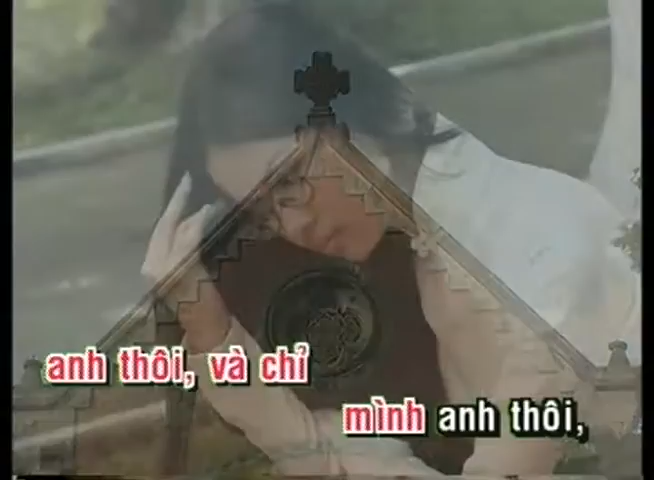 anh thôi, và chỉ
mình anh thôi,